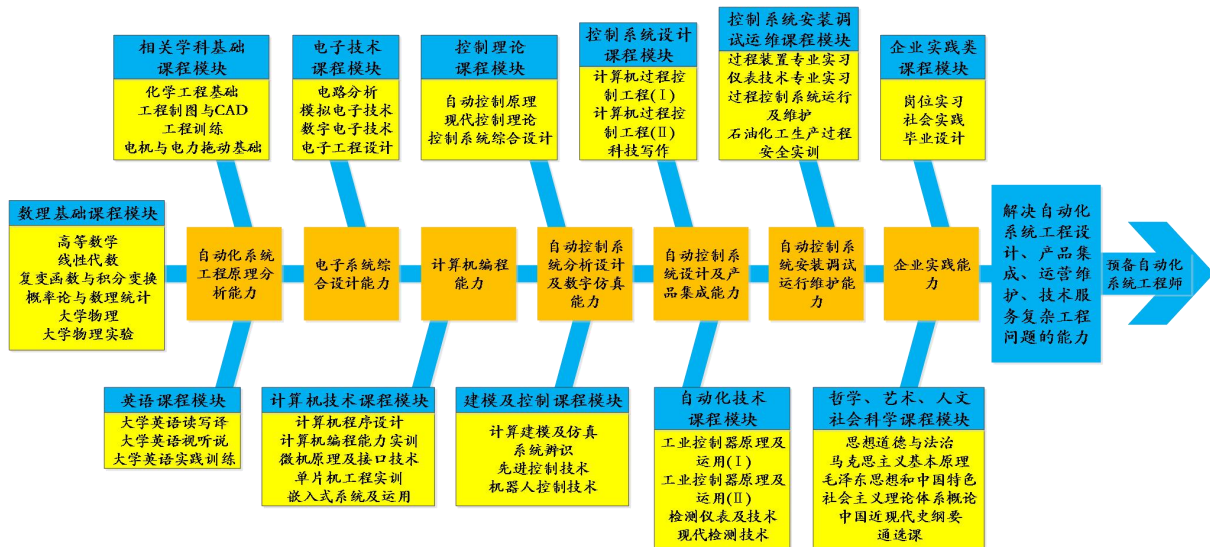 相关学科基础
课程模块
化学工程基础
工程制图与CAD
工程训练
电机与电力拖动基础
电子技术
课程模块
电路分析
模拟电子技术
数字电子技术
电子工程设计
控制理论
课程模块
自动控制原理
现代控制理论
控制系统综合设计
控制系统设计
课程模块
计算机过程控
制工程(Ⅰ)
计算机过程控
制工程(Ⅱ)
科技写作
控制系统安装调
试运维课程模块
过程装置专业实习
仪表技术专业实习
过程控制系统运行
及维护
石油化工生产过程
安全实训
企业实践类
课程模块
岗位实习
社会实践
毕业设计
数理基础课程模块
高等数学
线性代数
复变函数与积分变换
概率论与数理统计
大学物理
大学物理实验
自动化系统
工程原理分
析能力
电子系统综
合设计能力
计算机编程
能力
自动控制系
统分析设计
及数字仿真
能力
自动控制系
统设计及产
品集成能力
自动控制系
统安装调试
运行维护能力
企业实践能
力
解决自动化
系统工程设
计、产品集
成、运营维
护、技术服
务复杂工程
问题的能力
预备自动化
系统工程师
英语课程模块
大学英语读写译
大学英语视听说
大学英语实践训练
计算机技术课程模块
计算机程序设计
计算机编程能力实训
微机原理及接口技术
单片机工程实训
嵌入式系统及运用
建模及控制课程模块
计算建模及仿真
系统辨识
先进控制技术
机器人控制技术
自动化技术
课程模块
工业控制器原理及
运用(Ⅰ)
工业控制器原理及
运用(Ⅱ)
检测仪表及技术
现代检测技术
哲学、艺术、人文
社会科学课程模块
思想道德与法治
马克思主义基本原理
毛泽东思想和中国特色
社会主义理论体系概论
中国近现代史纲要
通选课